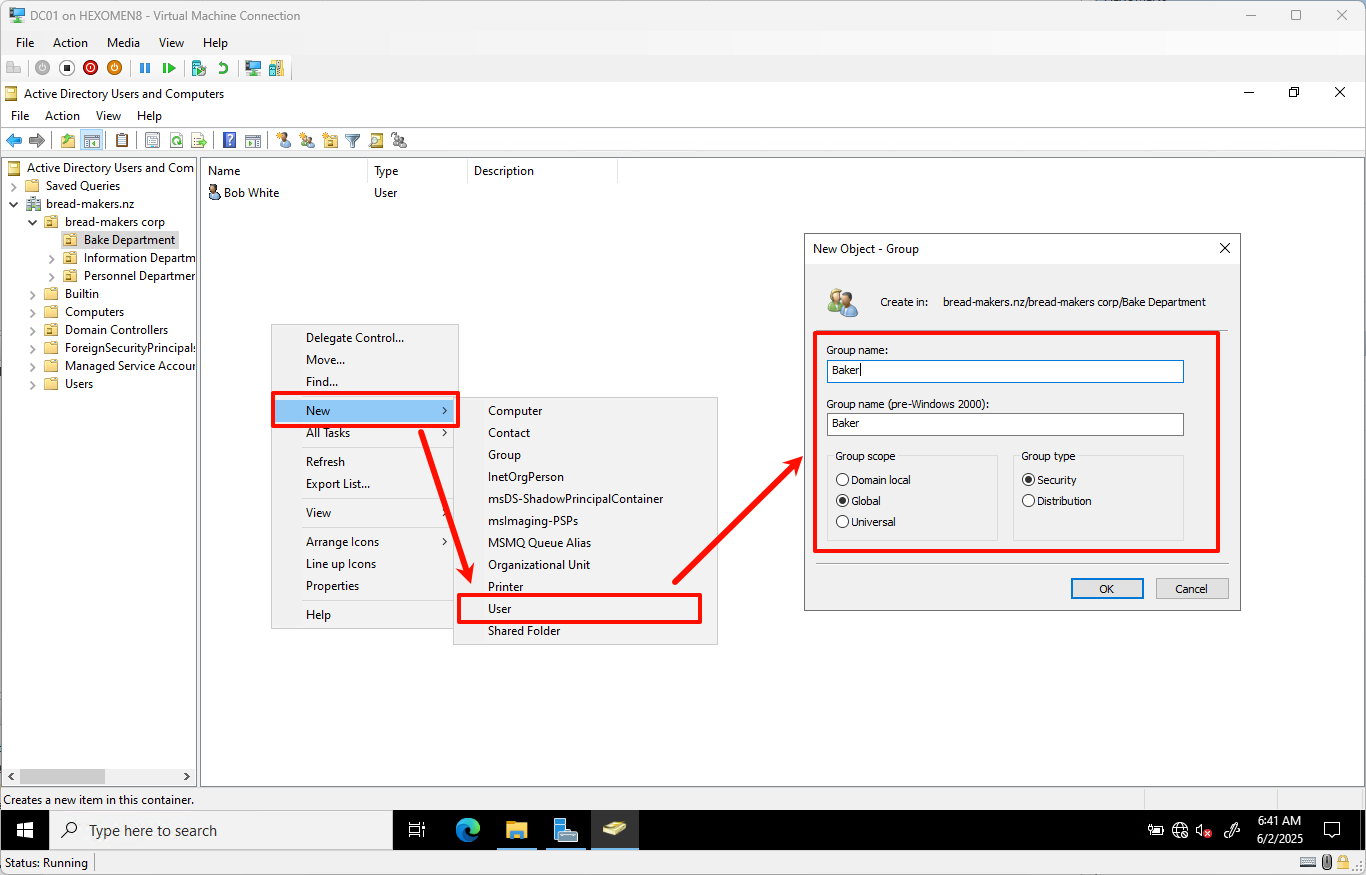 DC01 on HEXOMEN8 - Virtual Machine Connection
File Action Media View Help
Active Directory Users and Computers
File Action View Help
Active Directory Users and Com
Saved Queries
bread-makers.nz
bread-makers corp
Bake Department
Information Departm
Personnel Departmen
Builtin
Computers
Domain Controllers
ForeignSecurityPrincipals
Managed Service Accour
Users
Name Type Description
Bob White User
Delegate Control...
Move...
Find...
New
All Tasks
Refresh
Export List...
View
Arrange Icons
Line up Icons
Properties
Help
Computer
Contact
Group
InetOrgPerson
msDS-ShadowPrincipalContainer
msImaging-PSPs
MSMQ Queue Alias
Organizational Unit
Printer
User
Shared Folder
New Object - Group
Create in: bread-makers.nz/bread-makers corp/Bake Department
Group name:
Baker
Group name (pre-Windows 2000):
Baker
Group scope
Domain local
Global
Universal
Group type
Security
Distribution
OK Cancel
Creates a new item in this container.
Type here to search
6:41 AM
6/2/2025
Status: Running